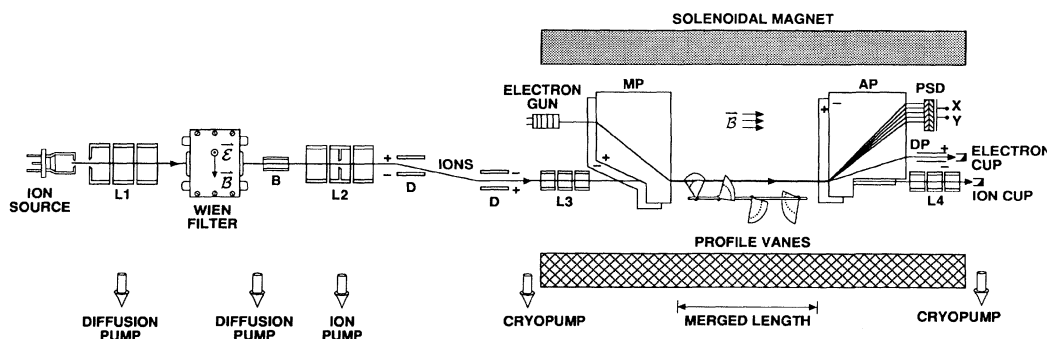 SOLENOIDAL MAGNET
MP
AP
PSD
ELECTRON
GUN
X
Y
B
+
−
DP
+
−
ELECTRON
CUP
ION CUP
L4
ION
SOURCE
L1
ε
B
WIEN
FILTER
B
L2
+
−
D
IONS
−
+
D
L3
−
+
PROFILE VANES
DIFFUSION
PUMP
DIFFUSION
PUMP
ION
PUMP
CRYOPUMP
MERGED LENGTH
CRYOPUMP